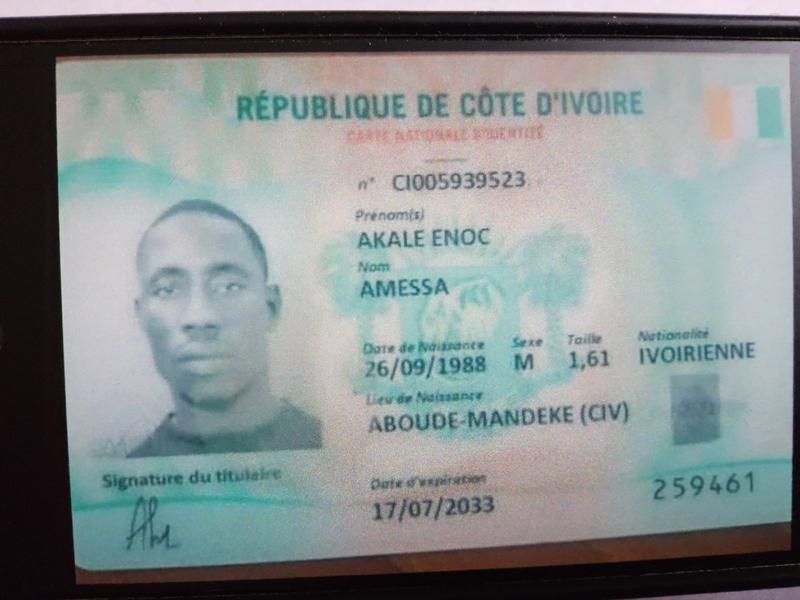 RÉPUBLIQUE DE CÔTE D'IVOIRE
CARTE NATIONALE D'IDENTITÉ
n° CI005939523
Prénom(s)
AKALE ENOC
Nom
AMESSA
Date de Naissance Sexe Taille Nationalité
26/09/1988 M 1,61 IVOIRIENNE
Lieu de Naissance
ABOUDE-MANDEKE (CIV)
Signature du titulaire
Date d'expiration
17/07/2033
259461